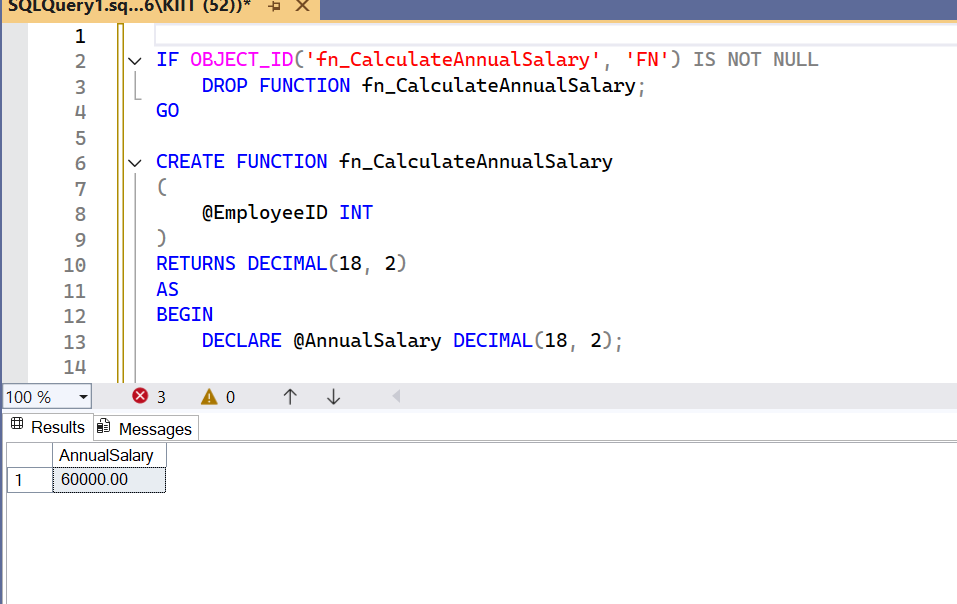 SQLQuery1.sq...6\KIIT (52))*
1
2 IF OBJECT_ID('fn_CalculateAnnualSalary', 'FN') IS NOT NULL
3 DROP FUNCTION fn_CalculateAnnualSalary;
4 GO
5
6 CREATE FUNCTION fn_CalculateAnnualSalary
7 (
8 @EmployeeID INT
9 )
10 RETURNS DECIMAL(18, 2)
11 AS
12 BEGIN
13 DECLARE @AnnualSalary DECIMAL(18, 2);
14
100 % 3 0
Results Messages
AnnualSalary
1 60000.00